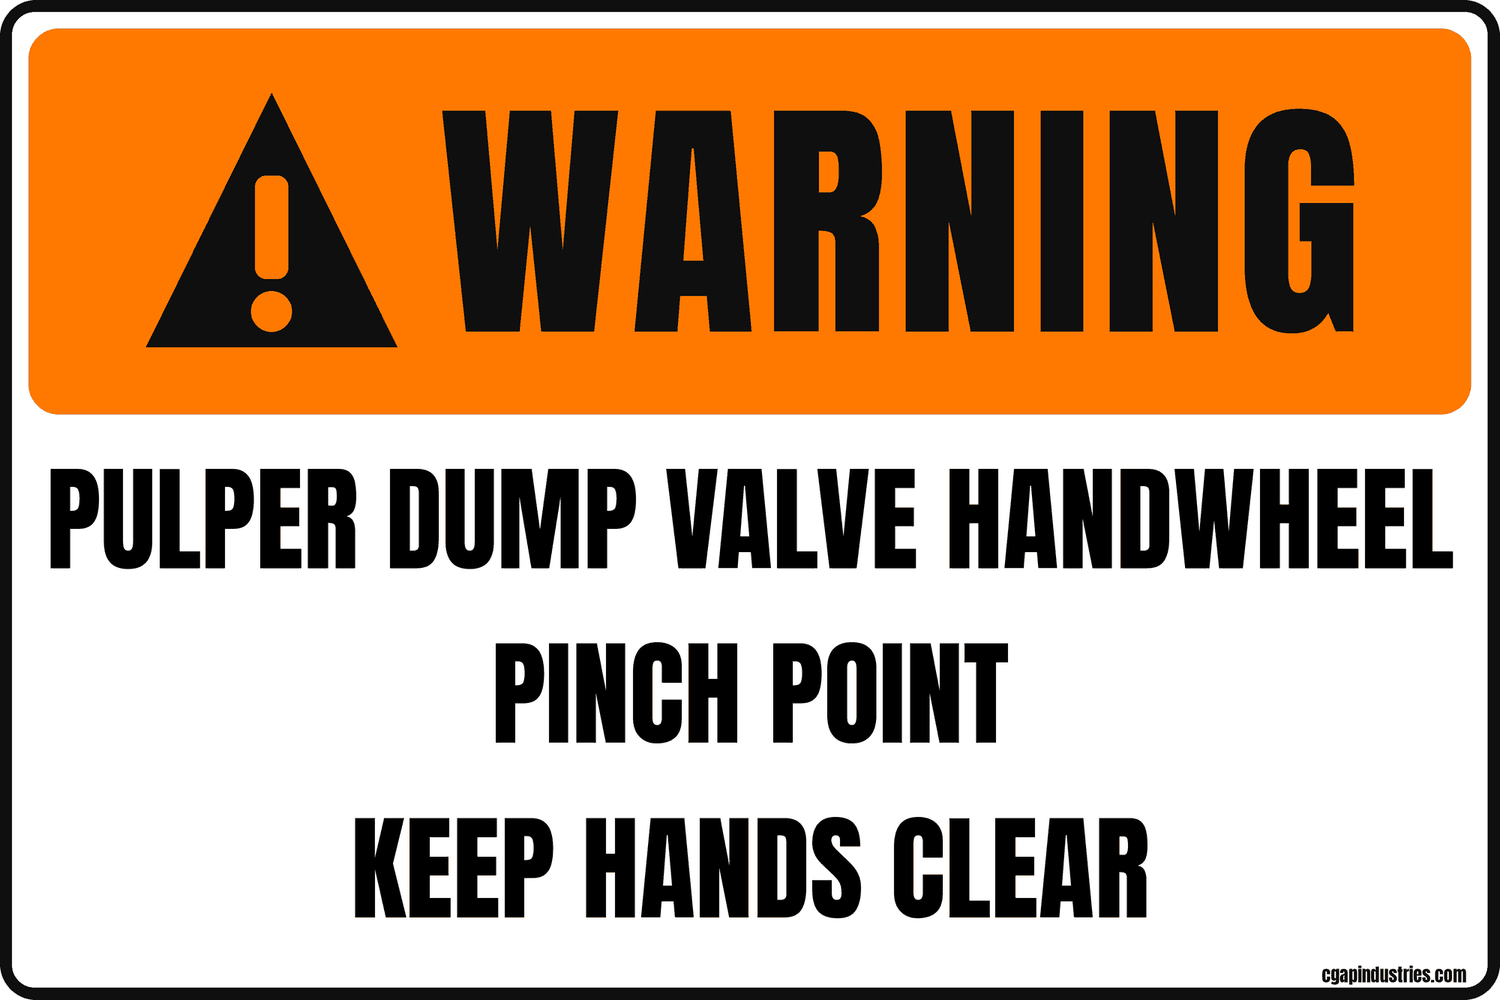 WARNING
PULPER DUMP VALVE HANDWHEEL
PINCH POINT
KEEP HANDS CLEAR
cgapindustries.com